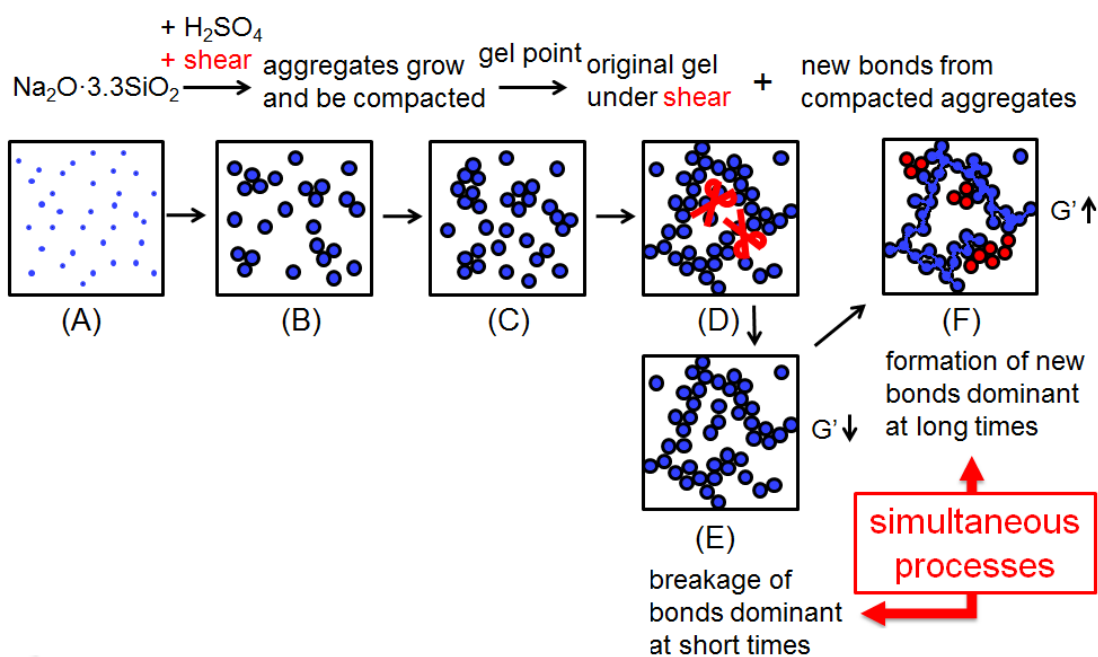 + H₂SO₄
+ shear
Na₂O·3.3SiO₂
aggregates grow
and be compacted
gel point
original gel
under shear
+
new bonds from
compacted aggregates
(A)
(B)
(C)
(D)
(F)
G’
(E)
G’
formation of new
bonds dominant
at long times
simultaneous
processes
breakage of
bonds dominant
at short times